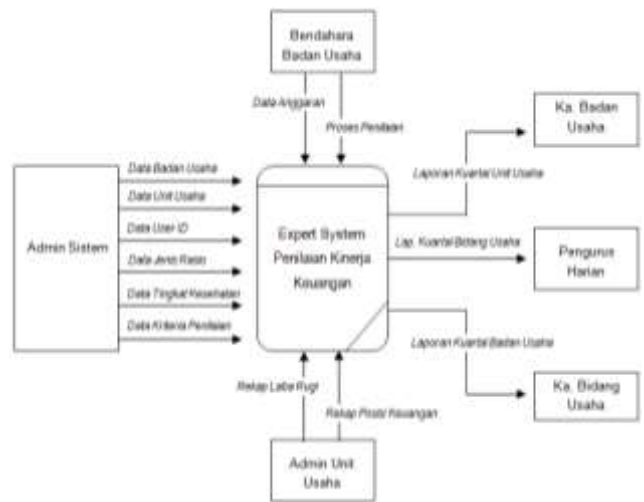 Bendahara
Badan Usaha
Data Anggaran
Proses Penilaian
Ka. Badan
Usaha
Data Badan Usaha
Laporan Kuartal Unit Usaha
Data Unit Usaha
Data User ID
Admin Sistem
Expert System
Penilaian Kinerja
Keuangan
Lap. Kuartal Bidang Usaha
Pengurus
Harian
Data Jenis Rasio
Data Tingkat Kesehatan
Data Kriteria Penilaian
Laporan Kuartal Badan Usaha
Rekap Laba Rugi
Rekap Posisi Keuangan
Ka. Bidang
Usaha
Admin Unit
Usaha